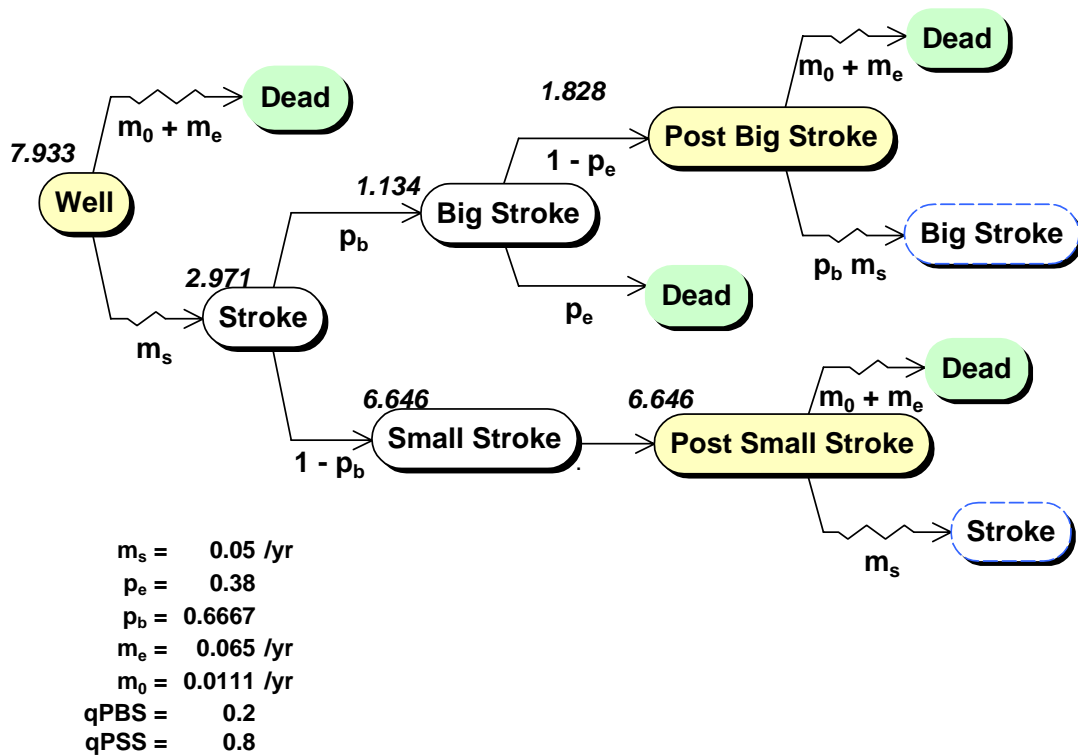 Dead
m0 + me
7.933
Well
ms
2.971
Stroke
pb
1.134
Big Stroke
1 - pe
1.828
Post Big Stroke
m0 + me
Dead
pb ms
Big Stroke
pe
Dead
1 - pb
6.646
Small Stroke
6.646
Post Small Stroke
m0 + me
Dead
ms
Stroke
ms = 0.05 /yr
pe = 0.38
pb = 0.6667
me = 0.065 /yr
m0 = 0.0111 /yr
qPBS = 0.2
qPSS = 0.8